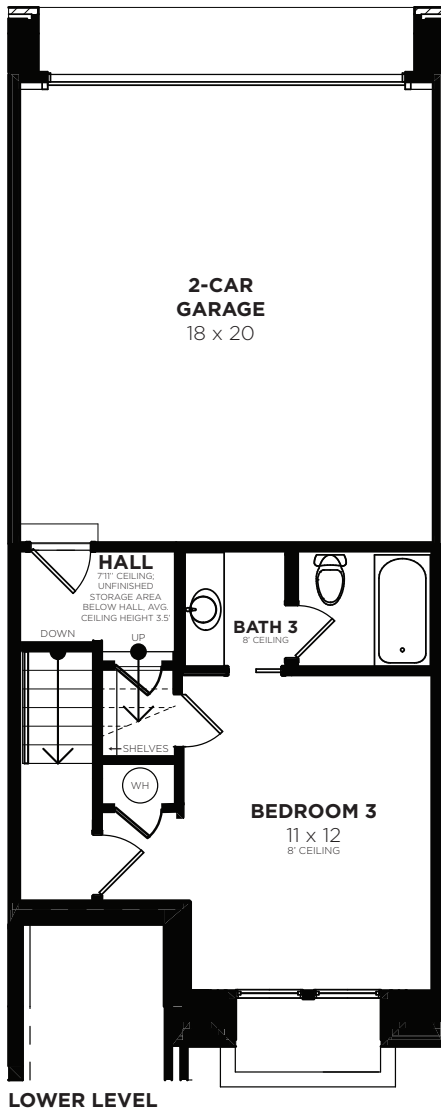 2-CAR
GARAGE
18 x 20
HALL
7'11" CEILING;
UNFINISHED
STORAGE AREA
BELOW HALL, AVG.
CEILING HEIGHT 3.5'
DOWN
UP
BATH 3
8' CEILING
SHELVES
WH
BEDROOM 3
11 x 12
8' CEILING
LOWER LEVEL